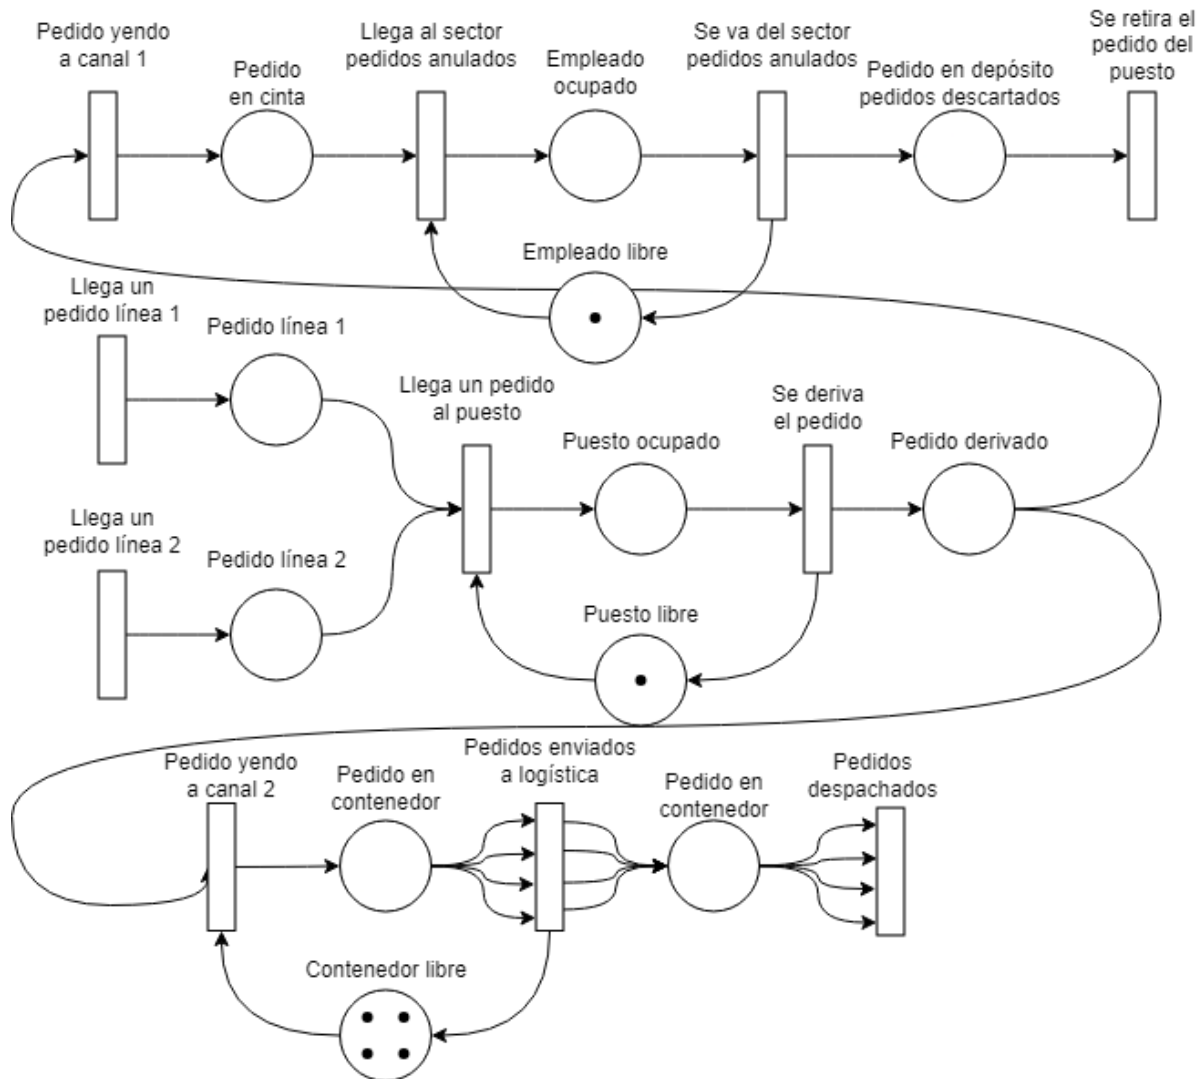 Pedido yendo
a canal 1
Pedido
en cinta
Llega al sector
pedidos anulados
Empleado
ocupado
Se va del sector
pedidos anulados
Pedido en depósito
pedidos descartados
Se retira el
pedido del
puesto
Empleado libre
Llega un
pedido línea 1
Pedido línea 1
Llega un pedido
al puesto
Puesto ocupado
Se deriva
el pedido
Pedido derivado
Llega un
pedido línea 2
Pedido línea 2
Puesto libre
Pedido yendo
a canal 2
Pedido en
contenedor
Pedidos enviados
a logística
Pedido en
contenedor
Pedidos
despachados
Contenedor libre